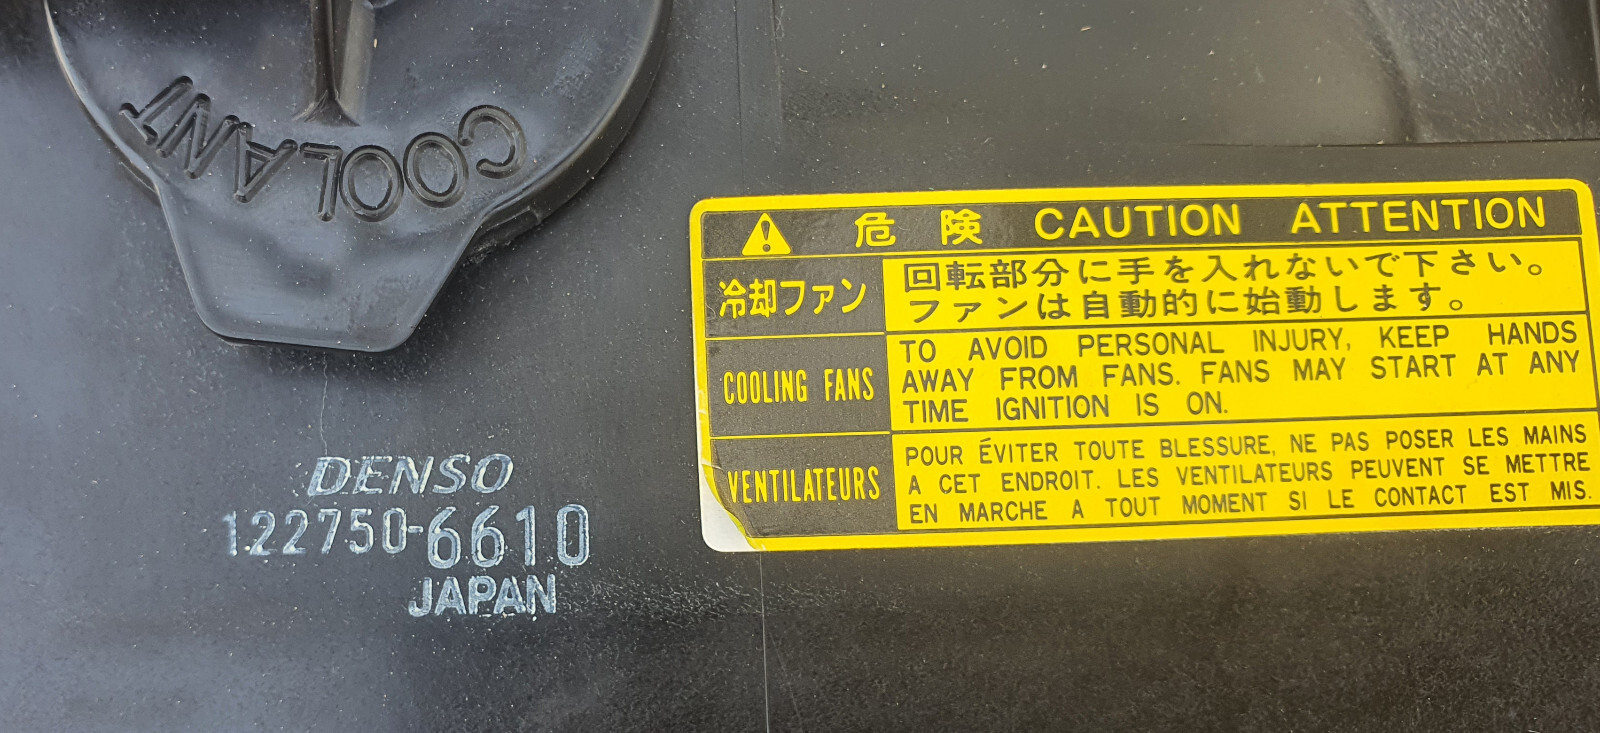 COOLANT
DENSO
122750-6610
JAPAN
危険 CAUTION ATTENTION
冷却ファン
回転部分に手を入れないで下さい。
ファンは自動的に始動します。
COOLING FANS
TO AVOID PERSONAL INJURY, KEEP HANDS
AWAY FROM FANS. FANS MAY START AT ANY
TIME IGNITION IS ON.
VENTILATEURS
POUR ÉVITER TOUTE BLESSURE, NE PAS POSER LES MAINS
A CET ENDROIT. LES VENTILATEURS PEUVENT SE METTRE
EN MARCHE A TOUT MOMENT SI LE CONTACT EST MIS.